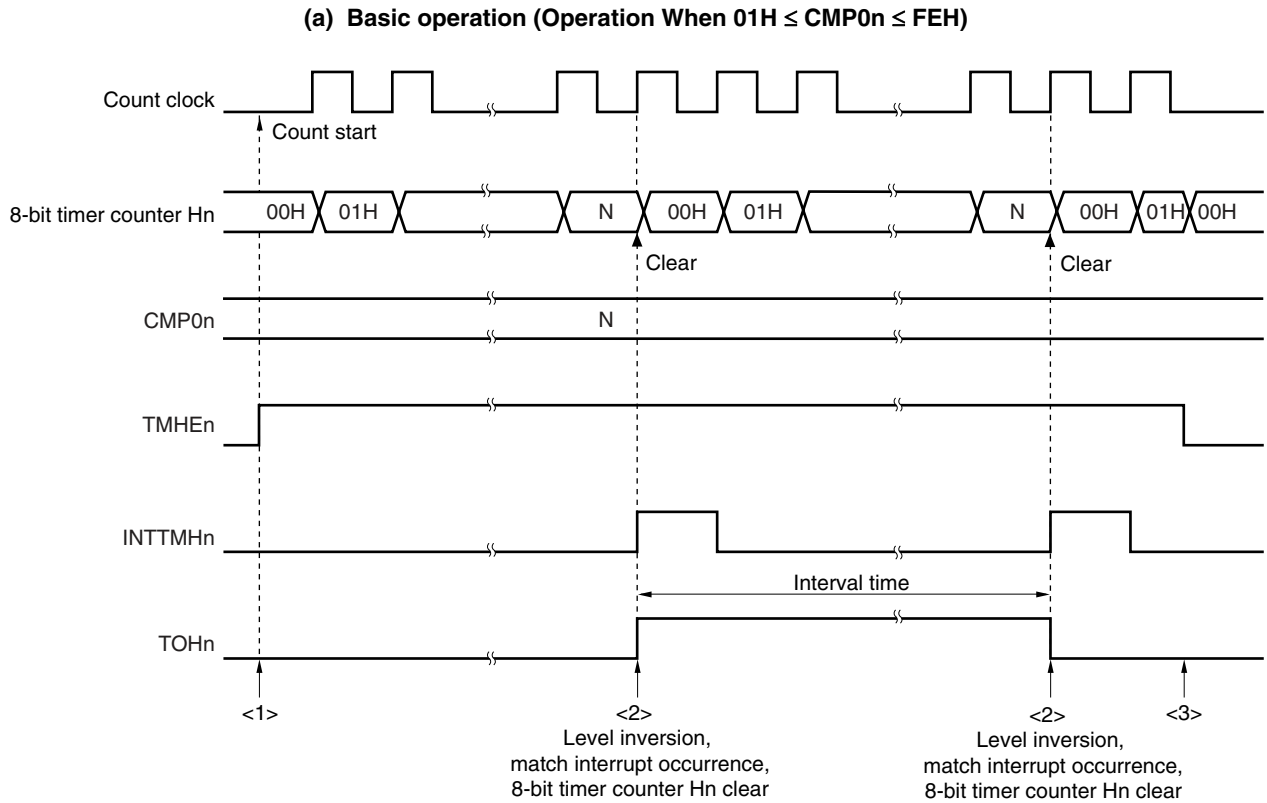 (a) Basic operation (Operation When 01H ≤ CMP0n ≤ FEH)
Count clock
Count start
8-bit timer counter Hn
00H 01H N 00H 01H N 00H 01H 00H
Clear Clear
CMP0n N
TMHEn
INTTMHn
Interval time
TOHn
<1> <2> <2> <3>
Level inversion,
match interrupt occurrence,
8-bit timer counter Hn clear
Level inversion,
match interrupt occurrence,
8-bit timer counter Hn clear